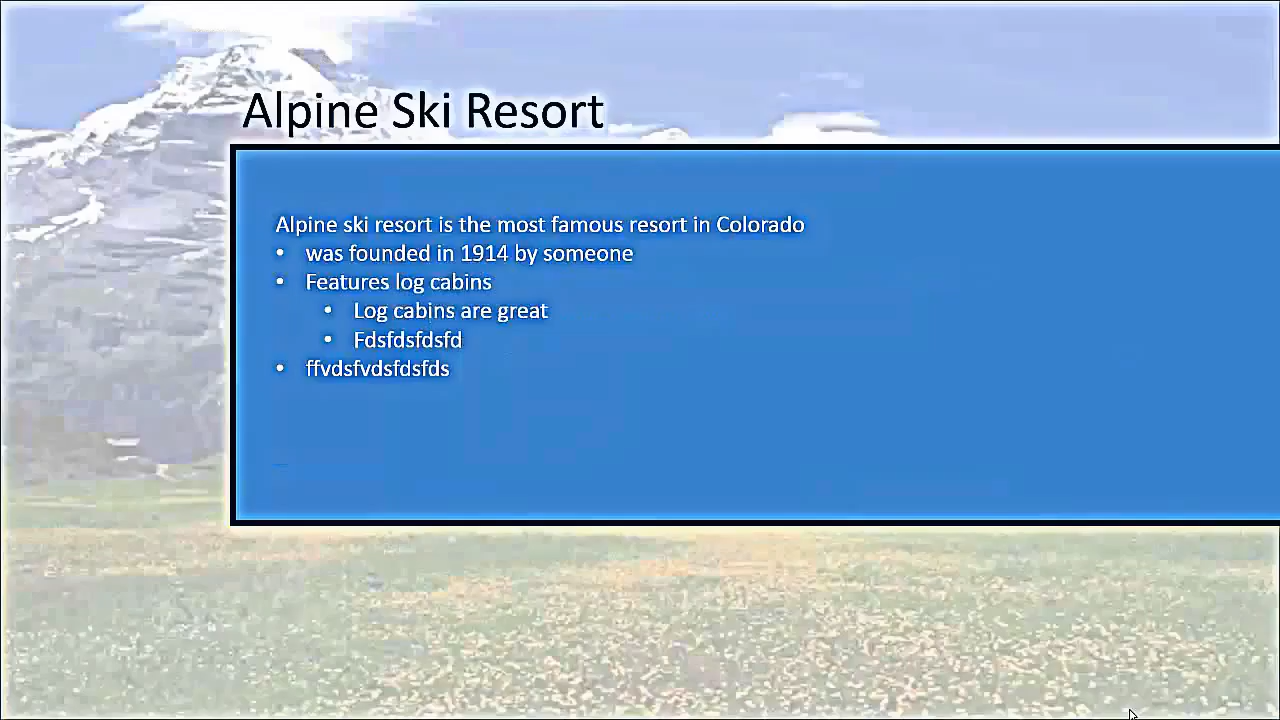 Alpine Ski Resort
Alpine ski resort is the most famous resort in Colorado
• was founded in 1914 by someone
• Features log cabins
• Log cabins are great
• Fdsfdsfdsfd
• ffvdsfvdsfdsfds